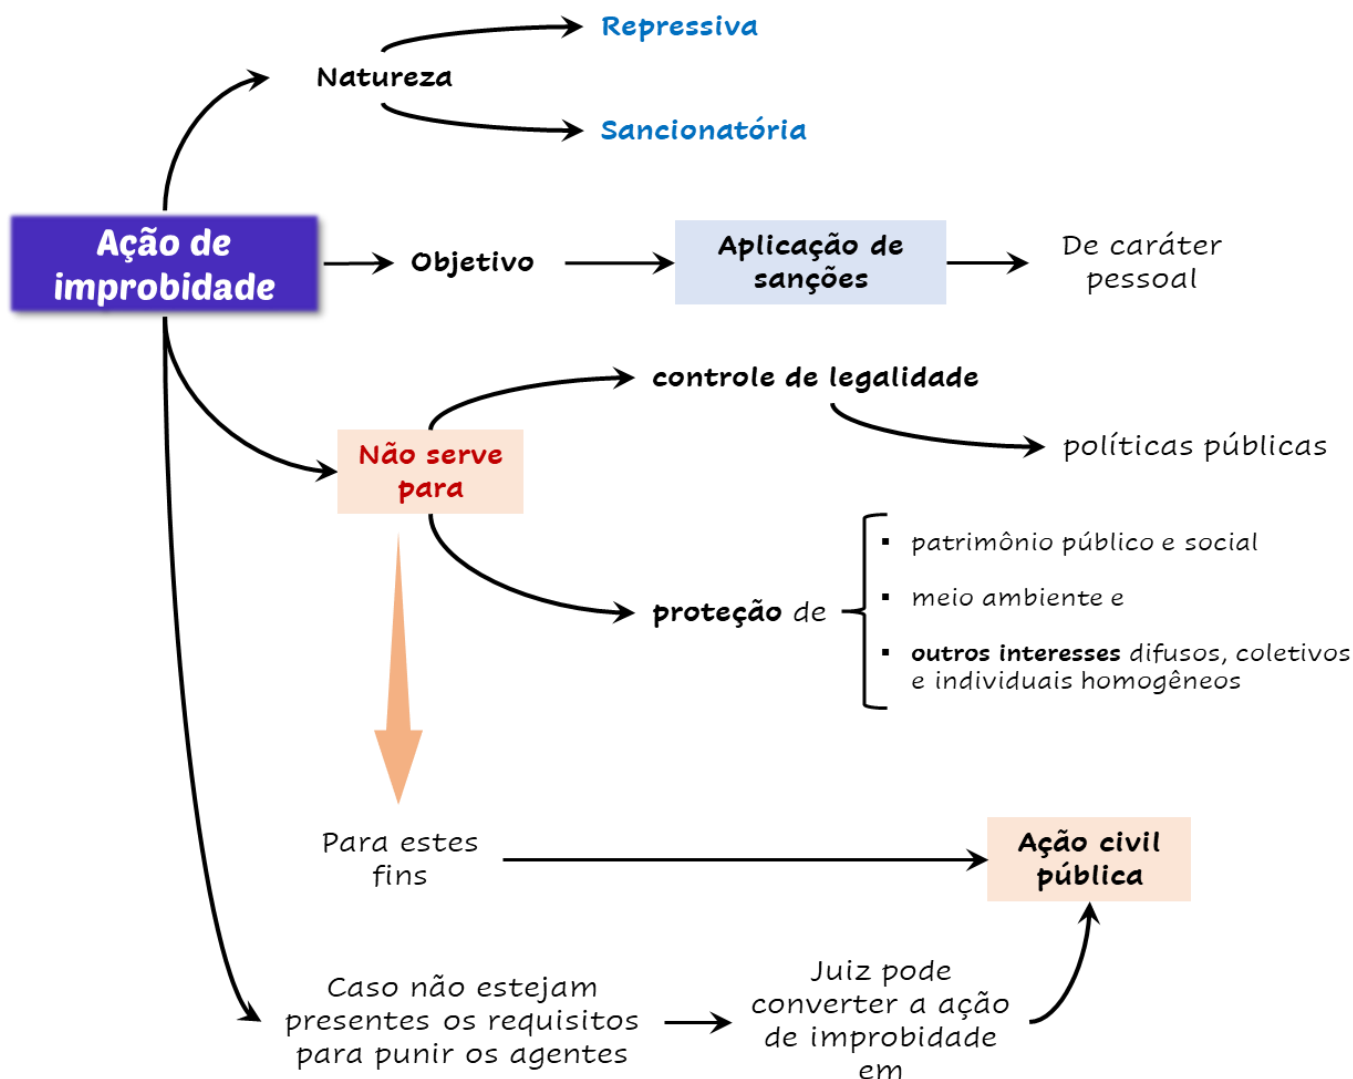 Repressiva
Natureza
Sancionatória
Ação de
improbidade
Objetivo
Aplicação de
sanções
De caráter
pessoal
controle de legalidade
políticas públicas
Não serve
para
proteção de
▪ patrimônio público e social
▪ meio ambiente e
▪ outros interesses difusos, coletivos
e individuais homogêneos
Para estes
fins
Ação civil
pública
Caso não estejam
presentes os requisitos
para punir os agentes
Juiz pode
converter a ação
de improbidade
em